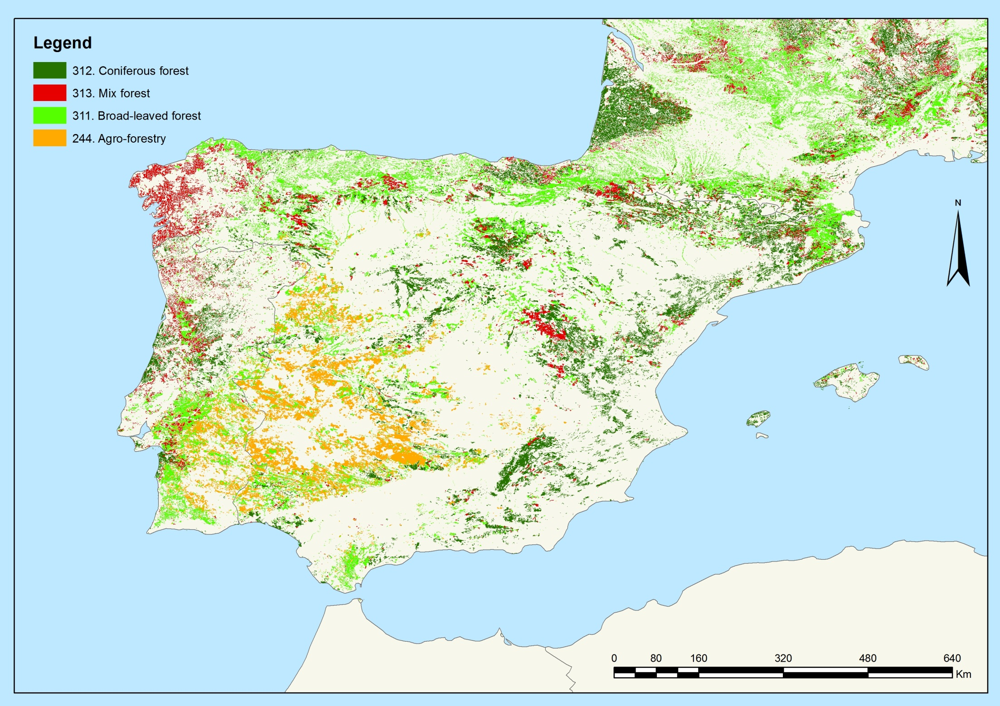 Legend
312. Coniferous forest
313. Mix forest
311. Broad-leaved forest
244. Agro-forestry
N
0 80 160 320 480 640
Km